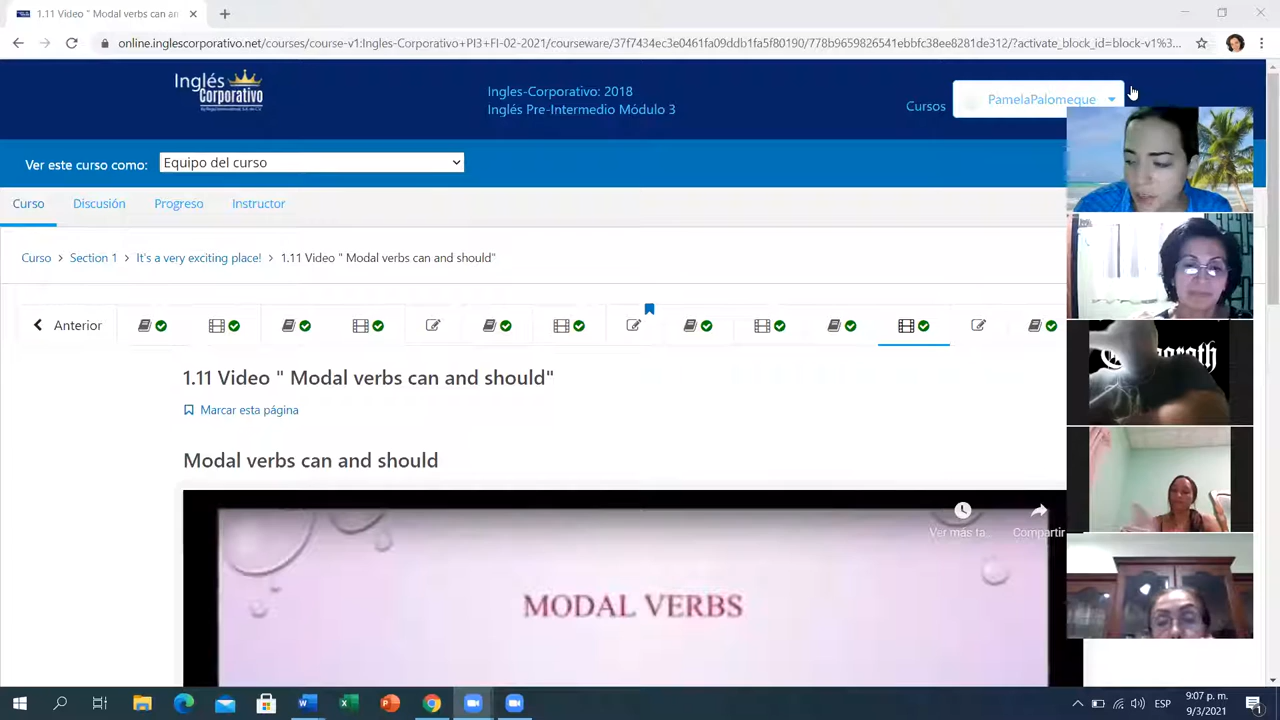 1.11 Video " Modal verbs can an
online.inglescorporativo.net/courses/course-v1:Ingles-Corporativo+PI3+FI-02-2021/courseware/37f7434ec3e0461fa09ddb1fa5f80190/778b9659826541ebbfc38ee8281de312/?activate_block_id=block-v1%3...
Inglés
Corporativo
Ingles-Corporativo: 2018
Inglés Pre-Intermedio Módulo 3
Cursos
PamelaPalomeque
Ver este curso como:
Equipo del curso
Curso
Discusión
Progreso
Instructor
Curso > Section 1 > It's a very exciting place! > 1.11 Video " Modal verbs can and should"
Anterior
1.11 Video " Modal verbs can and should"
Marcar esta página
Modal verbs can and should
Ver más ta...
Compartir
MODAL VERBS
ESP
9:07 p. m.
9/3/2021